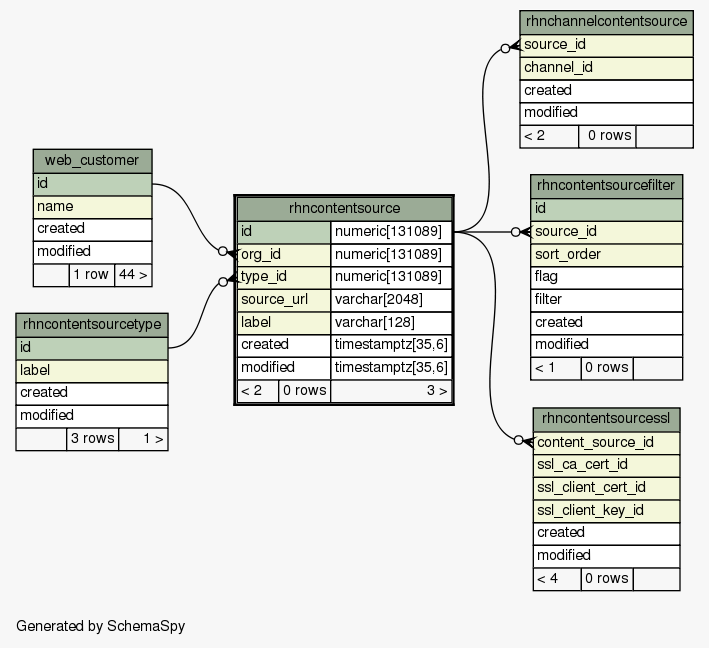 rhnchannelcontentsource
source_id
channel_id
created
modified
< 2 0 rows
web_customer
id
name
created
modified
1 row 44 >
rhncontentsource
id numeric[131089]
org_id numeric[131089]
type_id numeric[131089]
source_url varchar[2048]
label varchar[128]
created timestamptz[35,6]
modified timestamptz[35,6]
< 2 0 rows 3 >
rhncontentsourcefilter
id
source_id
sort_order
flag
filter
created
modified
< 1 0 rows
rhncontentsourcetype
id
label
created
modified
3 rows 1 >
rhncontentsourcessl
content_source_id
ssl_ca_cert_id
ssl_client_cert_id
ssl_client_key_id
created
modified
< 4 0 rows
Generated by SchemaSpy